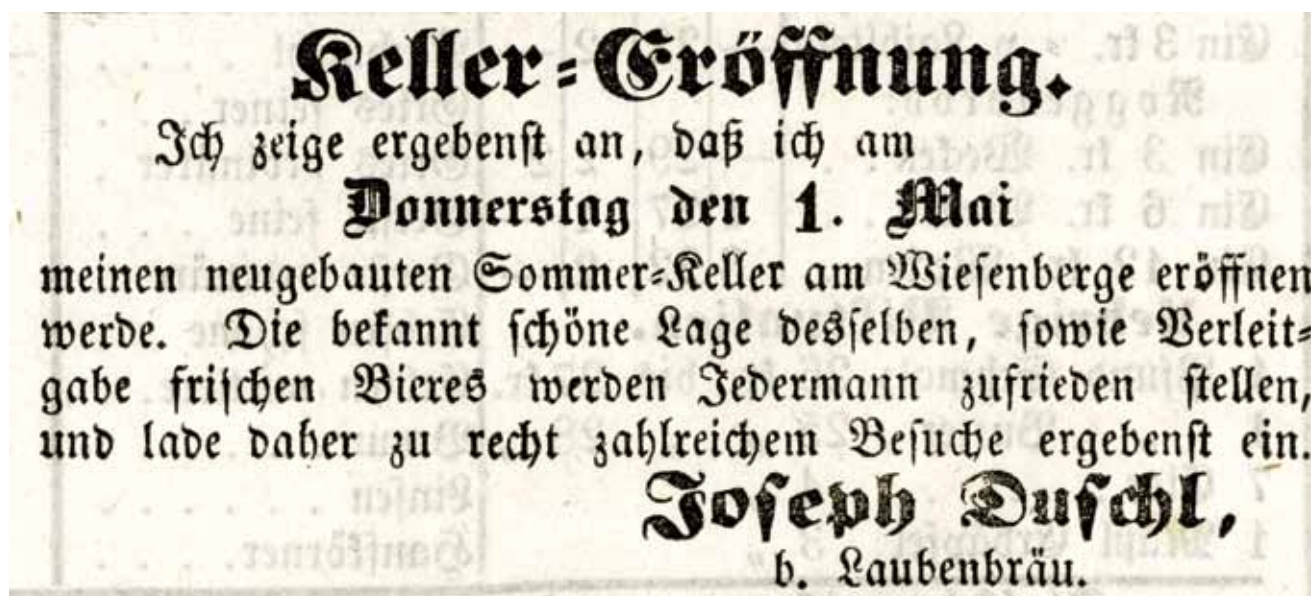 Keller=Eröffnung.
Ich zeige ergebenst an, daß ich am
Donnerstag den 1. Mai
meinen neugebauten Sommer=Keller am Wiesenberge eröffnen
werde. Die bekannt schöne Lage desselben, sowie Verleit=
gabe frischen Bieres werden Jedermann zufrieden stellen,
und lade daher zu recht zahlreichem Besuche ergebenst ein.
Joseph Duschl,
b. Laubenbräu.